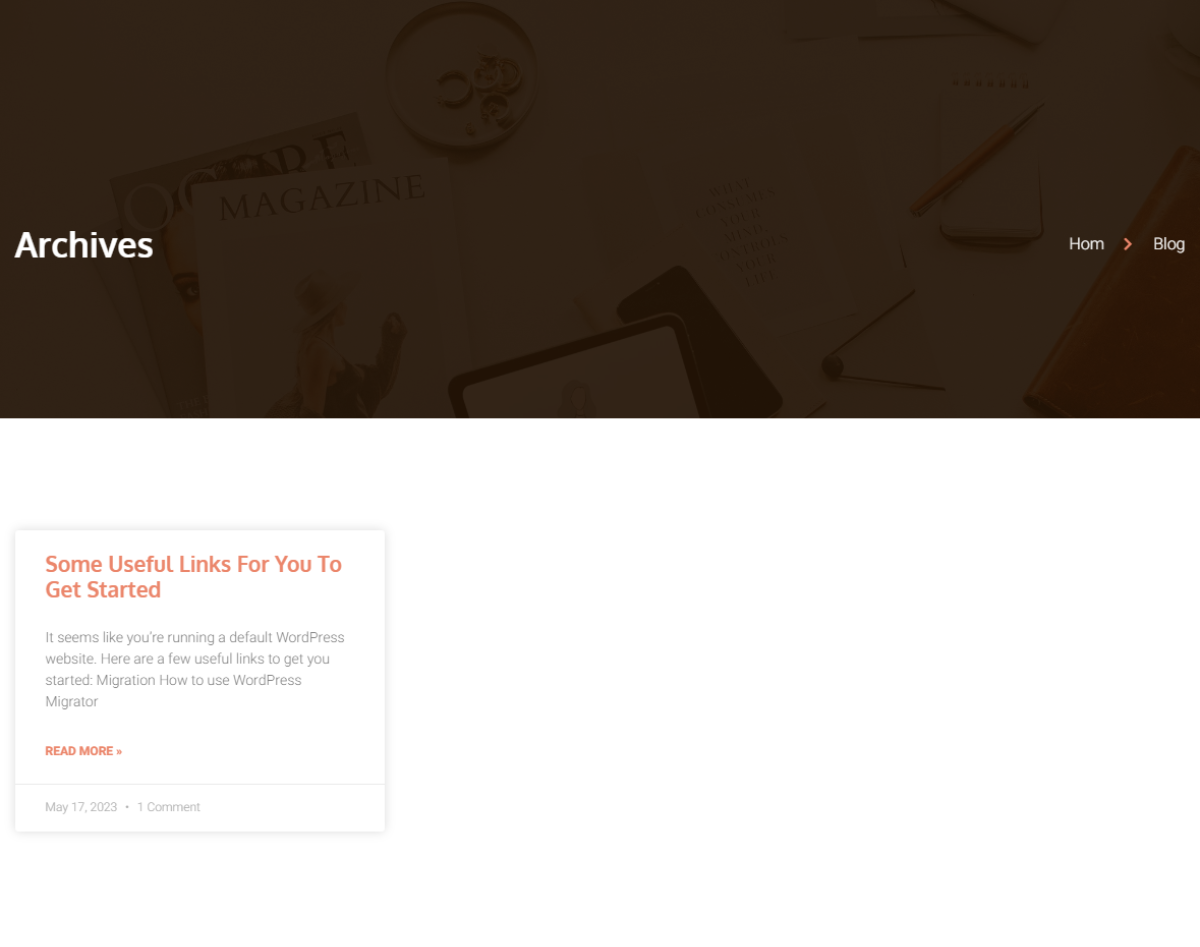 MAGAZINE
WHAT
CONSUMES
YOUR
MIND,
CONTROLS
YOUR
LIFE
Archives
Hom
Blog
Some Useful Links For You To
Get Started
It seems like you're running a default WordPress
website. Here are a few useful links to get you
started: Migration How to use WordPress
Migrator
READ MORE »
May 17, 2023 • 1 Comment